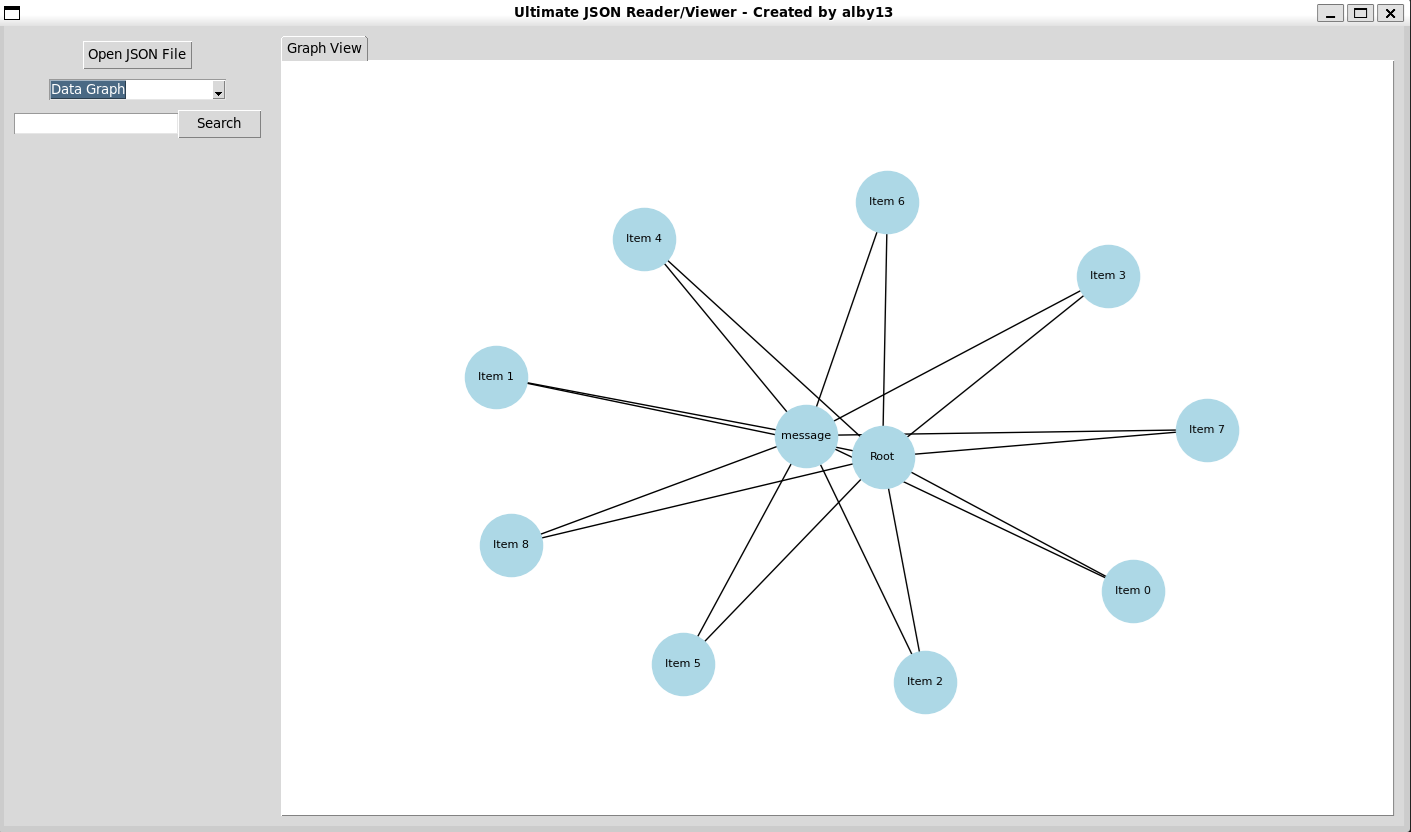 Ultimate JSON Reader/Viewer - Created by alby13
Open JSON File
Data Graph
Search
Graph View
Item 6
Item 4
Item 3
Item 1
Item 7
message
Root
Item 8
Item 0
Item 5
Item 2